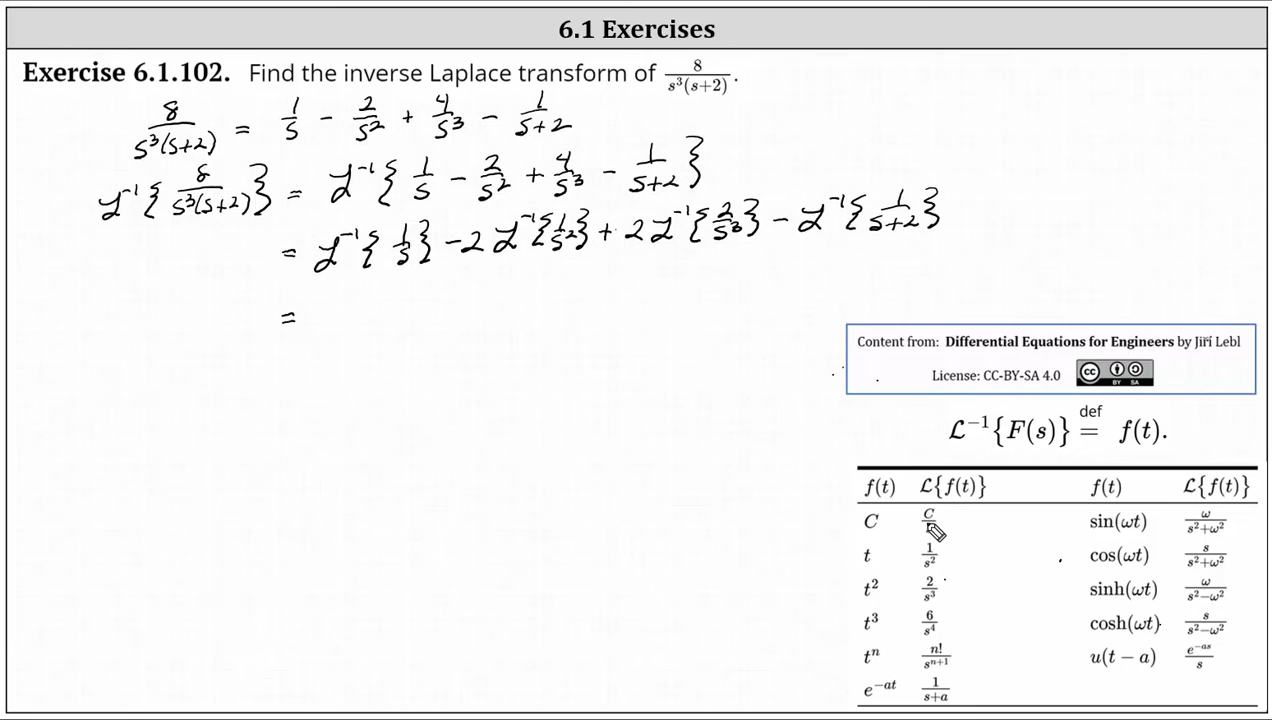 6.1 Exercises
Exercise 6.1.102. Find the inverse Laplace transform of 8/(s³(s+2)).
8/(s³(s+2)) = 1/s − 2/s² + 4/s³ − 1/(s+2)
ℒ⁻¹{8/(s³(s+2))} = ℒ⁻¹{1/s − 2/s² + 4/s³ − 1/(s+2)}
= ℒ⁻¹{1/s} − 2ℒ⁻¹{1/s²} + 2ℒ⁻¹{2/s³} − ℒ⁻¹{1/(s+2)}
=
Content from: Differential Equations for Engineers by Jiří Lebl
License: CC-BY-SA 4.0 cc BY SA
ℒ⁻¹{F(s)} def= f(t).
f(t) ℒ{f(t)} f(t) ℒ{f(t)}
C C/ sin(ωt) ω/(s²+ω²)
t 1/s² cos(ωt) s/(s²+ω²)
t² 2/s³ sinh(ωt) ω/(s²−ω²)
t³ 6/s⁴ cosh(ωt) s/(s²−ω²)
tⁿ n!/sⁿ⁺¹ u(t − a) e⁻ᵃˢ/s
e⁻ᵃᵗ 1/(s+a)